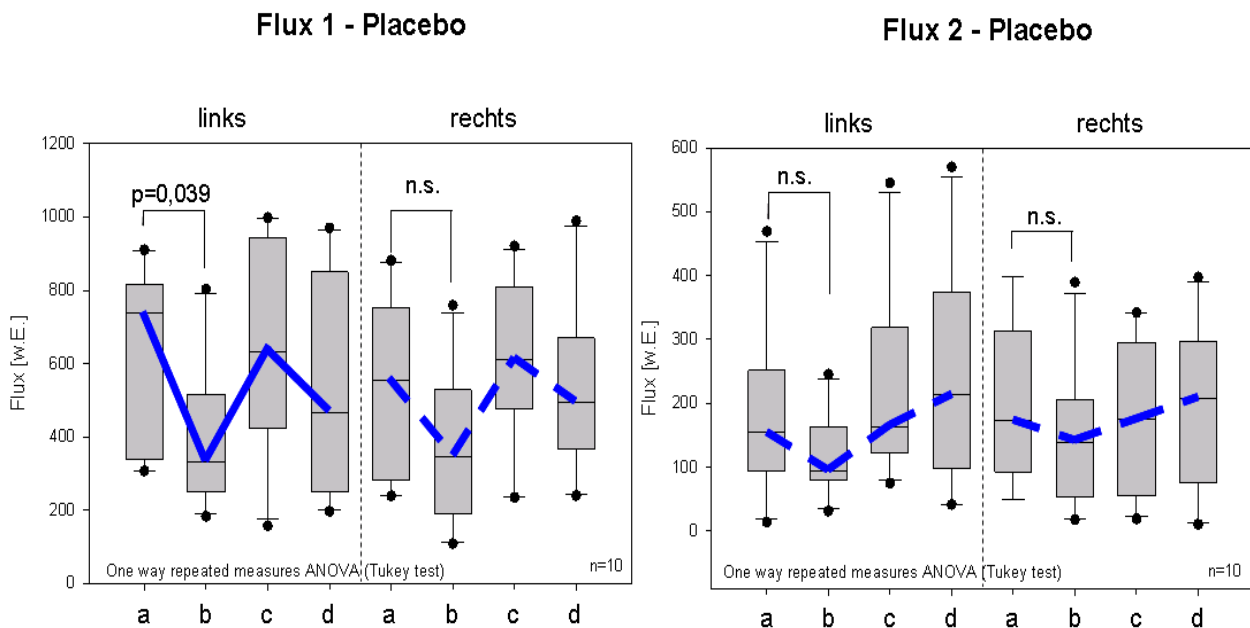 Flux 1 - Placebo
links
rechts
Flux [w.E.]
1200
1000
800
600
400
200
0
p=0,039
n.s.
One way repeated measures ANOVA (Tukey test)
n=10
a b c d a b c d
Flux 2 - Placebo
links
rechts
Flux [w.E.]
600
500
400
300
200
100
0
n.s.
n.s.
One way repeated measures ANOVA (Tukey test)
n=10
a b c d a b c d